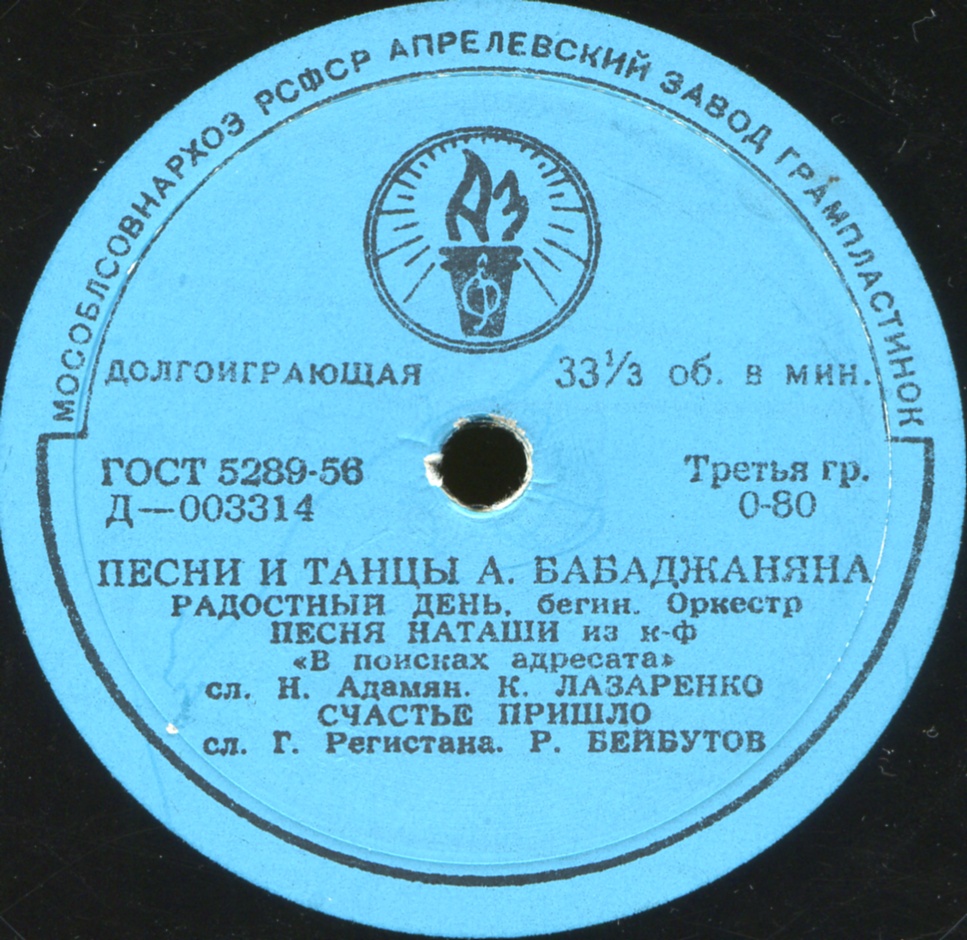 МОСОБЛСОВНАРХОЗ РСФСР АПРЕЛЕВСКИЙ ЗАВОД ГРАМПЛАСТИНОК
АЗ
Ф
ДОЛГОИГРАЮЩАЯ 33⅓ об. в мин.
ГОСТ 5289-56 Третья гр.
Д—003314 0-80
ПЕСНИ И ТАНЦЫ А. БАБАДЖАНЯНА
РАДОСТНЫЙ ДЕНЬ, бегин. Оркестр
ПЕСНЯ НАТАШИ из к-ф
«В поисках адресата»
сл. Н. Адамян. К. ЛАЗАРЕНКО
СЧАСТЬЕ ПРИШЛО
сл. Г. Регистана. Р. БЕЙБУТОВ